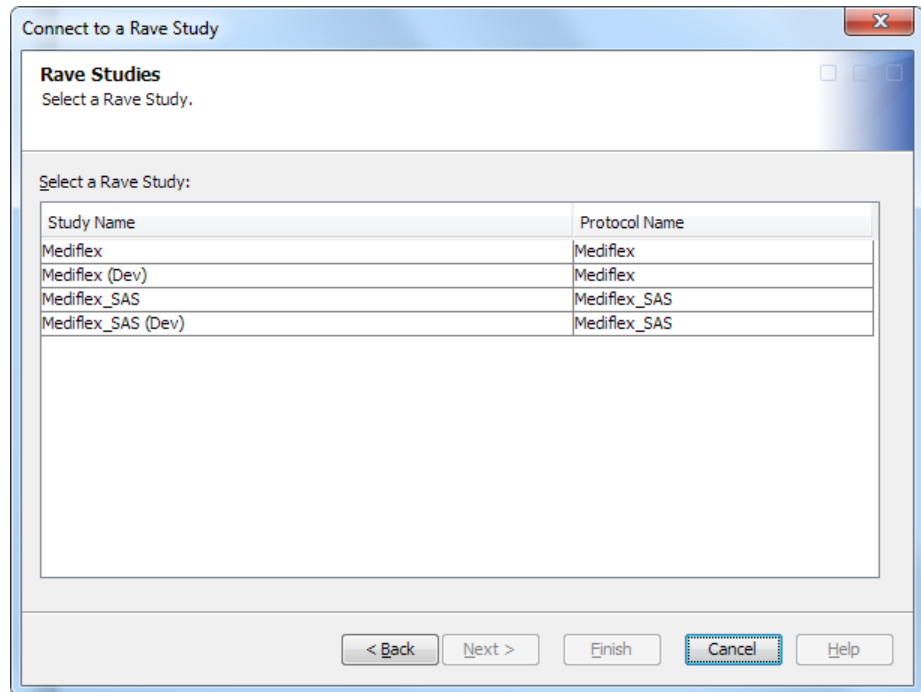 Connect to a Rave Study
Rave Studies
Select a Rave Study.
Select a Rave Study:
Study Name Protocol Name
Mediflex Mediflex
Mediflex (Dev) Mediflex
Mediflex_SAS Mediflex_SAS
Mediflex_SAS (Dev) Mediflex_SAS
< Back Next > Finish Cancel Help